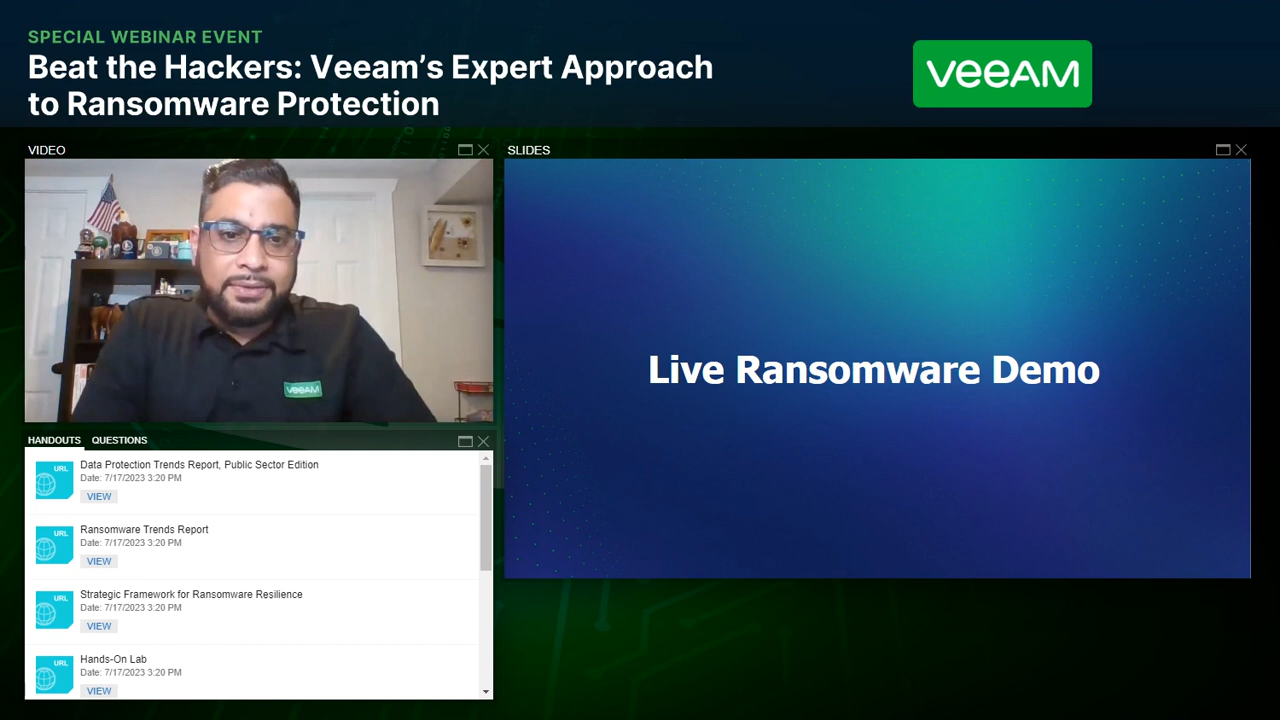 SPECIAL WEBINAR EVENT
Beat the Hackers: Veeam’s Expert Approach
to Ransomware Protection
veeam
VIDEO
SLIDES
veeam
Live Ransomware Demo
HANDOUTS QUESTIONS
URL
Data Protection Trends Report, Public Sector Edition
Date: 7/17/2023 3:20 PM
VIEW
URL
Ransomware Trends Report
Date: 7/17/2023 3:20 PM
VIEW
URL
Strategic Framework for Ransomware Resilience
Date: 7/17/2023 3:20 PM
VIEW
URL
Hands-On Lab
Date: 7/17/2023 3:20 PM
VIEW